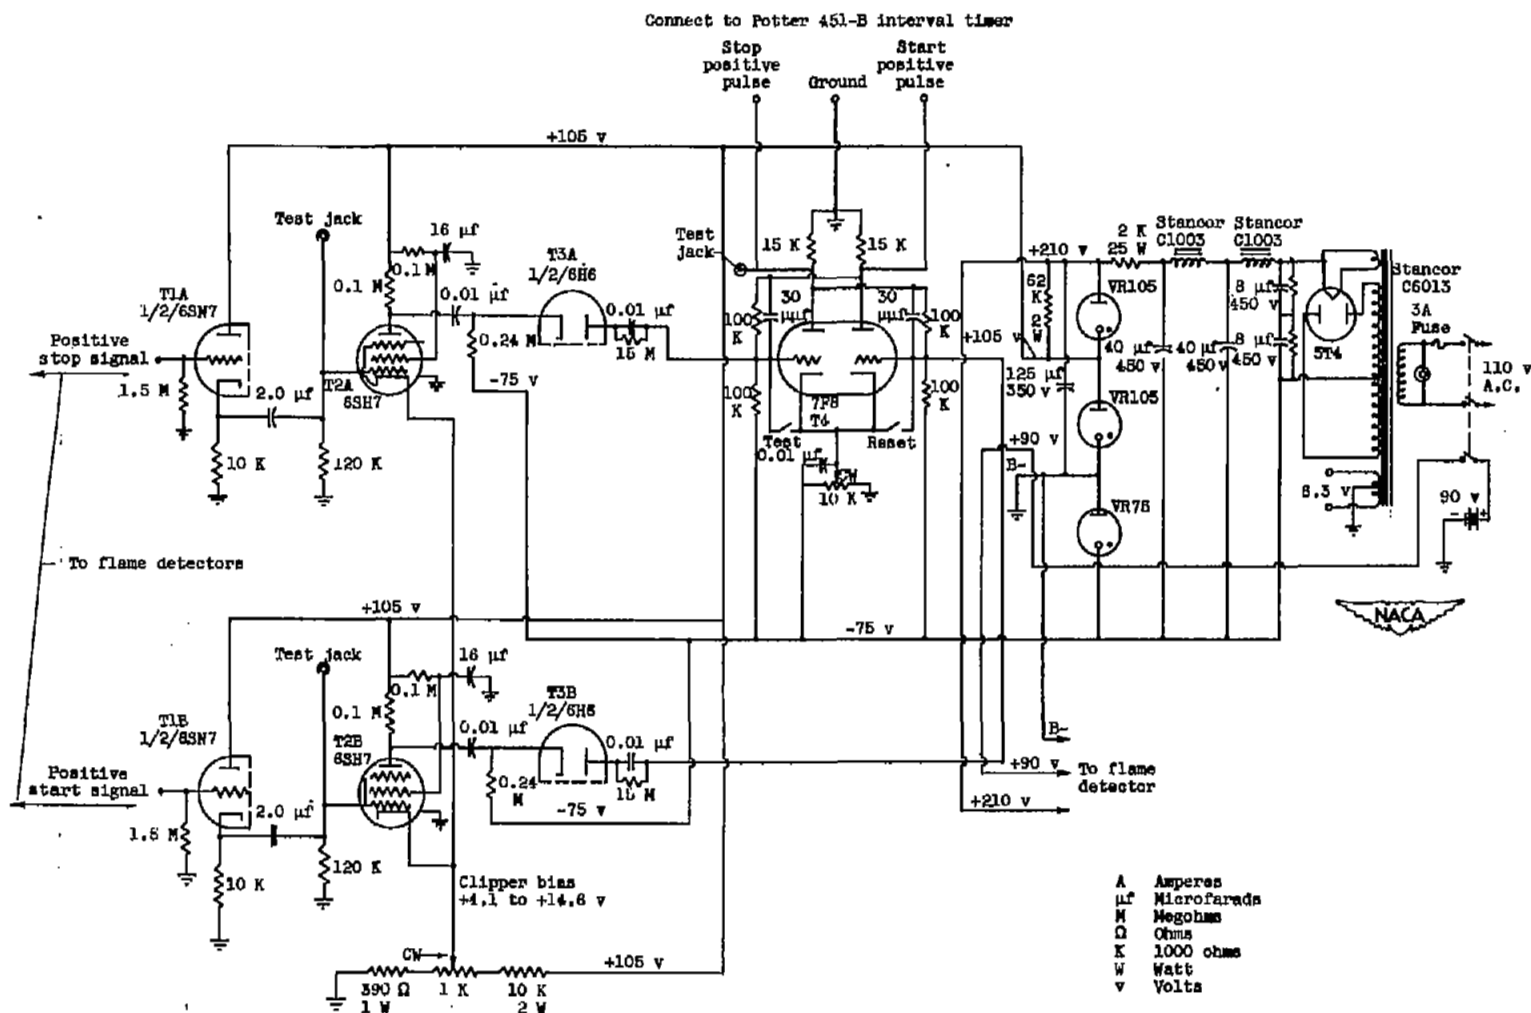 Connect to Potter 451-B interval timer
Stop
positive
pulse
Ground
Start
positive
pulse
+105 v
Test jack
16 μf
0.1 M
0.1 M
0.01 μf
T3A
1/2/6H6
0.01 μf
15 M
0.24 M
-75 v
T1A
1/2/6SN7
Positive
stop signal
1.5 M
2.0 μf
T2A
6SH7
10 K
120 K
To flame detectors
Test
jack
15 K
15 K
30
μμf
30
μμf
100
K
100
K
100
K
100
K
7F8
T4
Test
Reset
0.01 μf
CW
10 K
+210 v
2 K
25 W
Stancor
C1003
Stancor
C1003
62
K
2
W
VR105
+105
v
125 μf
350 v
40 μf
450 v
40 μf
450 v
8 μf
450 v
8 μf
450 v
5T4
Stancor
C6013
3A
Fuse
110 v
A.C.
VR105
+90 v
B-
VR75
6.3 v
90 v
- +
NACA
-75 v
+105 v
Test jack
16 μf
0.1 M
0.1 M
0.01 μf
T3B
1/2/6H6
0.01 μf
15 M
0.24
M
-75 v
T1B
1/2/6SN7
T2B
6SH7
Positive
start signal
1.5 M
2.0 μf
10 K
120 K
Clipper bias
+4.1 to +14.6 v
CW
390 Ω
1 W
1 K
10 K
2 W
+105 v
B-
+90 v
+210 v
To flame
detector
A Amperes
μf Microfarads
M Megohms
Ω Ohms
K 1000 ohms
W Watt
v Volts